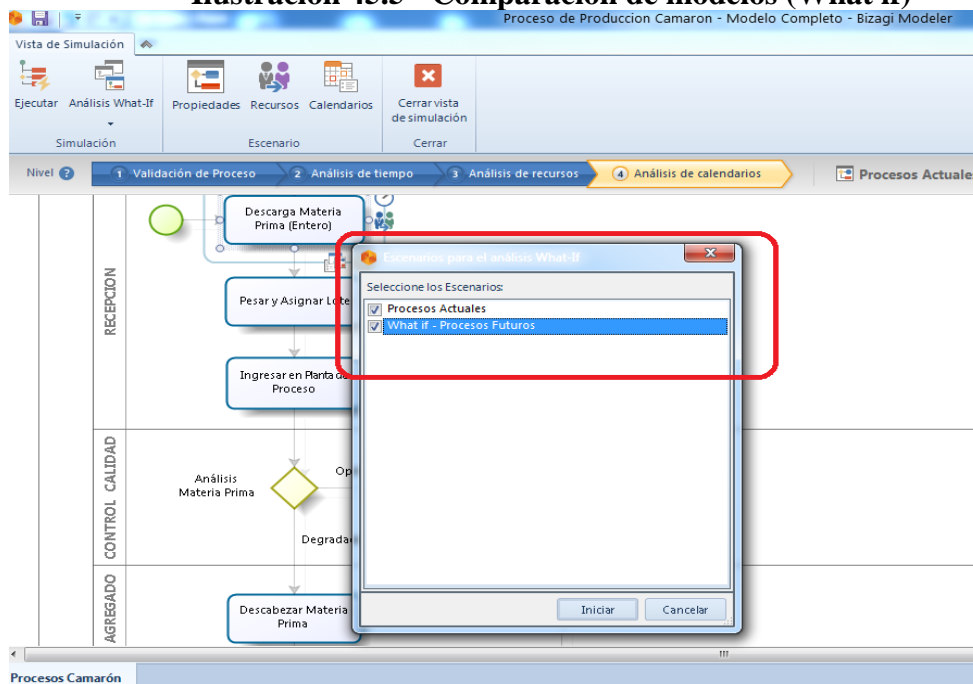 Ilustración 45.3 - Comparación de modelos (What if)
Proceso de Produccion Camaron - Modelo Completo - Bizagi Modeler
Vista de Simulación
Ejecutar Análisis What-If Propiedades Recursos Calendarios Cerrar vista
de simulación
Simulación Escenario Cerrar
Nivel ? 1 Validación de Proceso 2 Análisis de tiempo 3 Análisis de recursos 4 Análisis de calendarios Procesos Actuale
Descarga Materia
Prima (Entero)
Escenarios para el análisis What-If
Seleccione los Escenarios:
Procesos Actuales
What if - Procesos Futuros
RECEPCION
Pesar y Asignar Lote
Ingresar en Planta de
Proceso
CONTROL CALIDAD
Análisis
Materia Prima
Op
Degrada
AGREGADO
Descabezar Materia
Prima
Iniciar Cancelar
Procesos Camarón